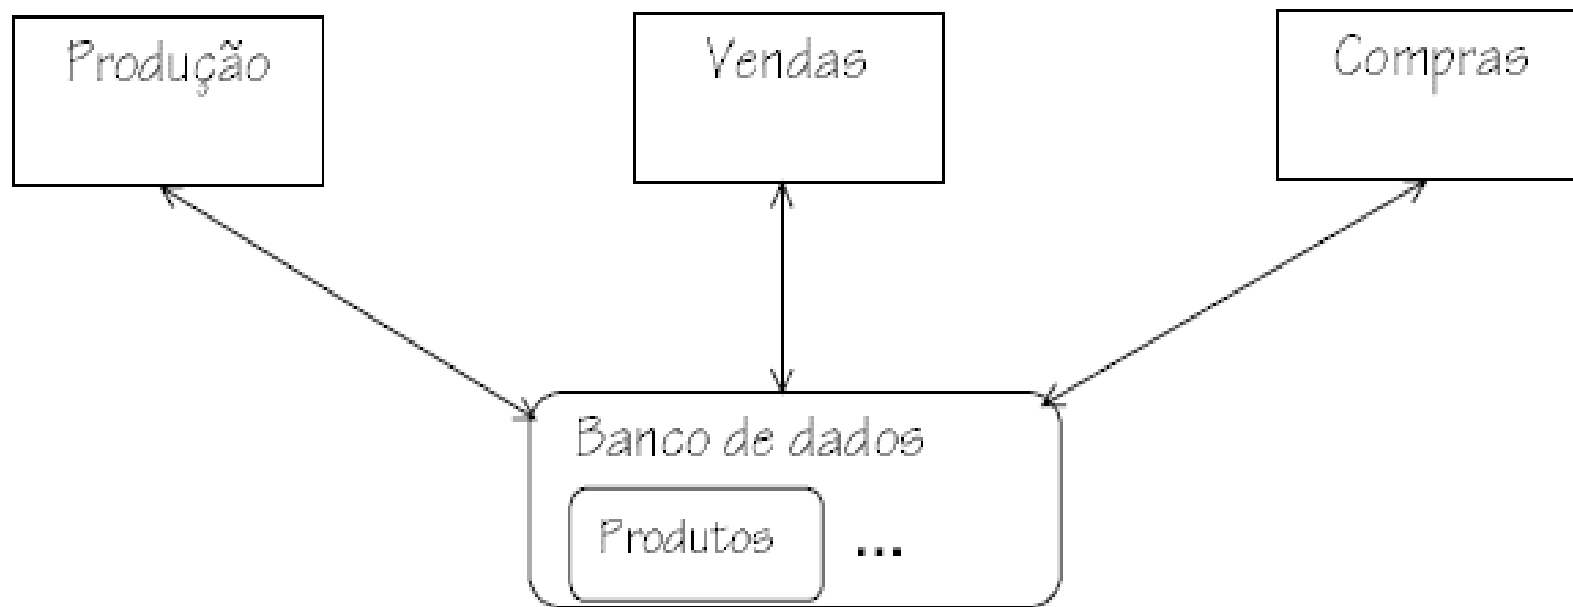 Produção
Vendas
Compras
Banco de dados
Produtos ...